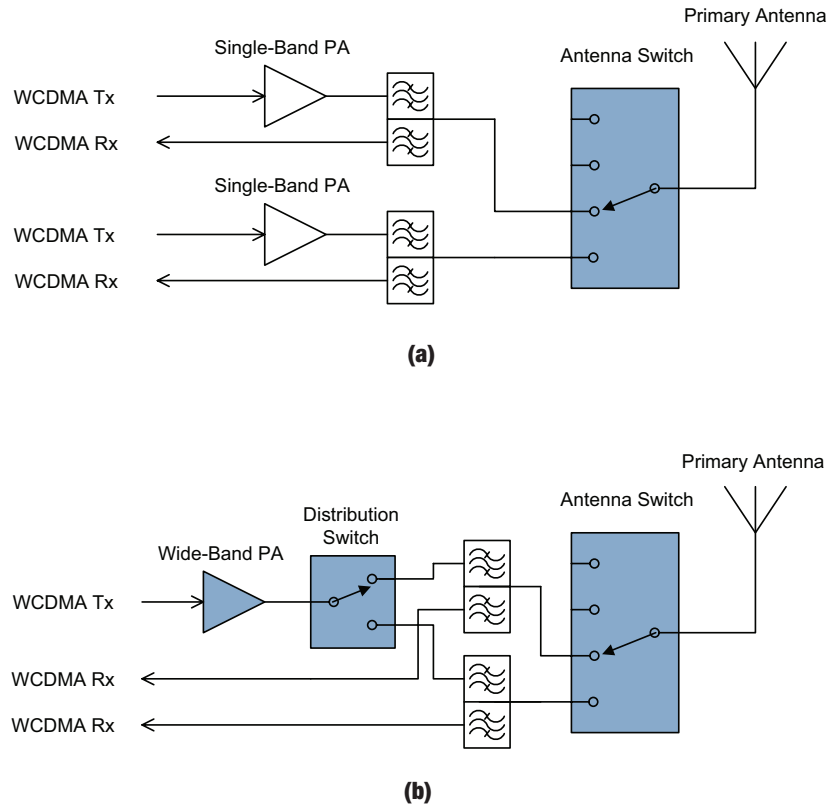 Primary Antenna
Single-Band PA
Antenna Switch
WCDMA Tx
WCDMA Rx
Single-Band PA
WCDMA Tx
WCDMA Rx
(a)
Primary Antenna
Antenna Switch
Distribution
Switch
Wide-Band PA
WCDMA Tx
WCDMA Rx
WCDMA Rx
(b)